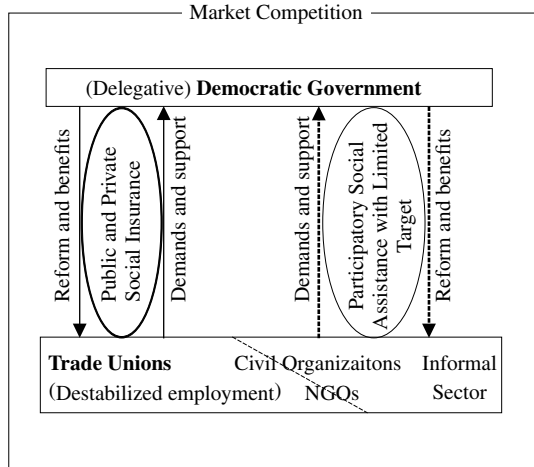 Market Competition
(Delegative) Democratic Government
Reform and benefits
Public and Private
Social Insurance
Demands and support
Demands and support
Participatory Social
Assistance with Limited
Target
Reform and benefits
Trade Unions
(Destabilized employment)
Civil Organizaitons
NGOs
Informal
Sector